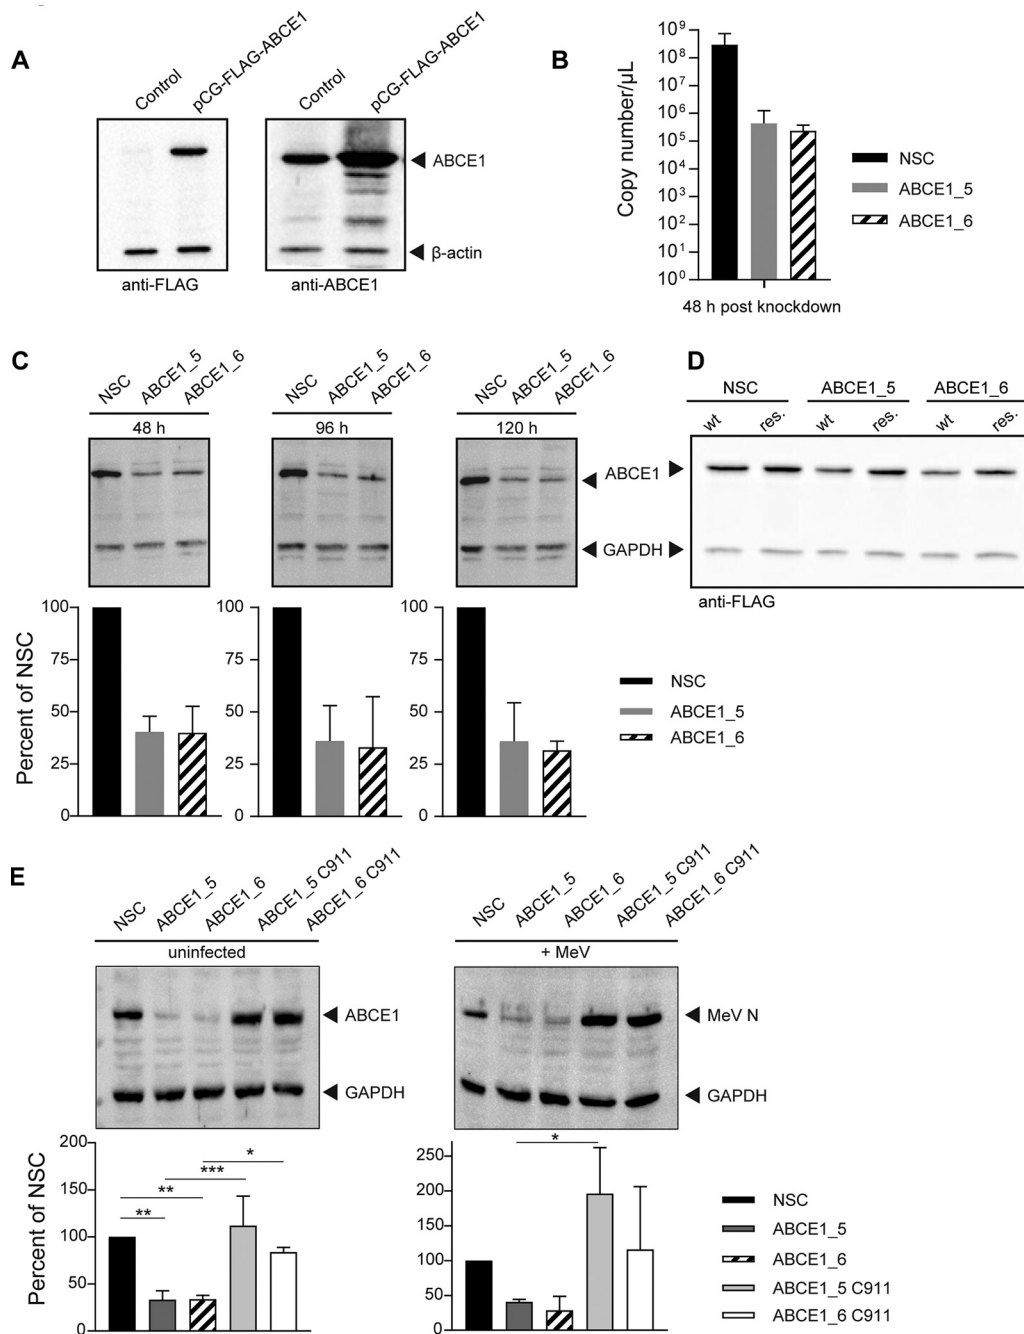 A
Control
pCG-FLAG-ABCE1
Control
pCG-FLAG-ABCE1
ABCE1
β-actin
anti-FLAG
anti-ABCE1
B
Copy number/µL
10⁹
10⁸
10⁷
10⁶
10⁵
10⁴
10³
10²
10¹
10⁰
48 h post knockdown
NSC
ABCE1_5
ABCE1_6
C
NSC
ABCE1_5
ABCE1_6
48 h
NSC
ABCE1_5
ABCE1_6
96 h
NSC
ABCE1_5
ABCE1_6
120 h
ABCE1
GAPDH
Percent of NSC
100
75
50
25
0
100
75
50
25
0
100
75
50
25
0
NSC
ABCE1_5
ABCE1_6
D
NSC ABCE1_5 ABCE1_6
wt res. wt res. wt res.
anti-FLAG
E
NSC
ABCE1_5
ABCE1_6
ABCE1_5 C911
ABCE1_6 C911
uninfected
ABCE1
GAPDH
NSC
ABCE1_5
ABCE1_6
ABCE1_5 C911
ABCE1_6 C911
+ MeV
MeV N
GAPDH
Percent of NSC
200
150
100
50
0
*
***
**
**
250
200
150
100
50
0
*
NSC
ABCE1_5
ABCE1_6
ABCE1_5 C911
ABCE1_6 C911